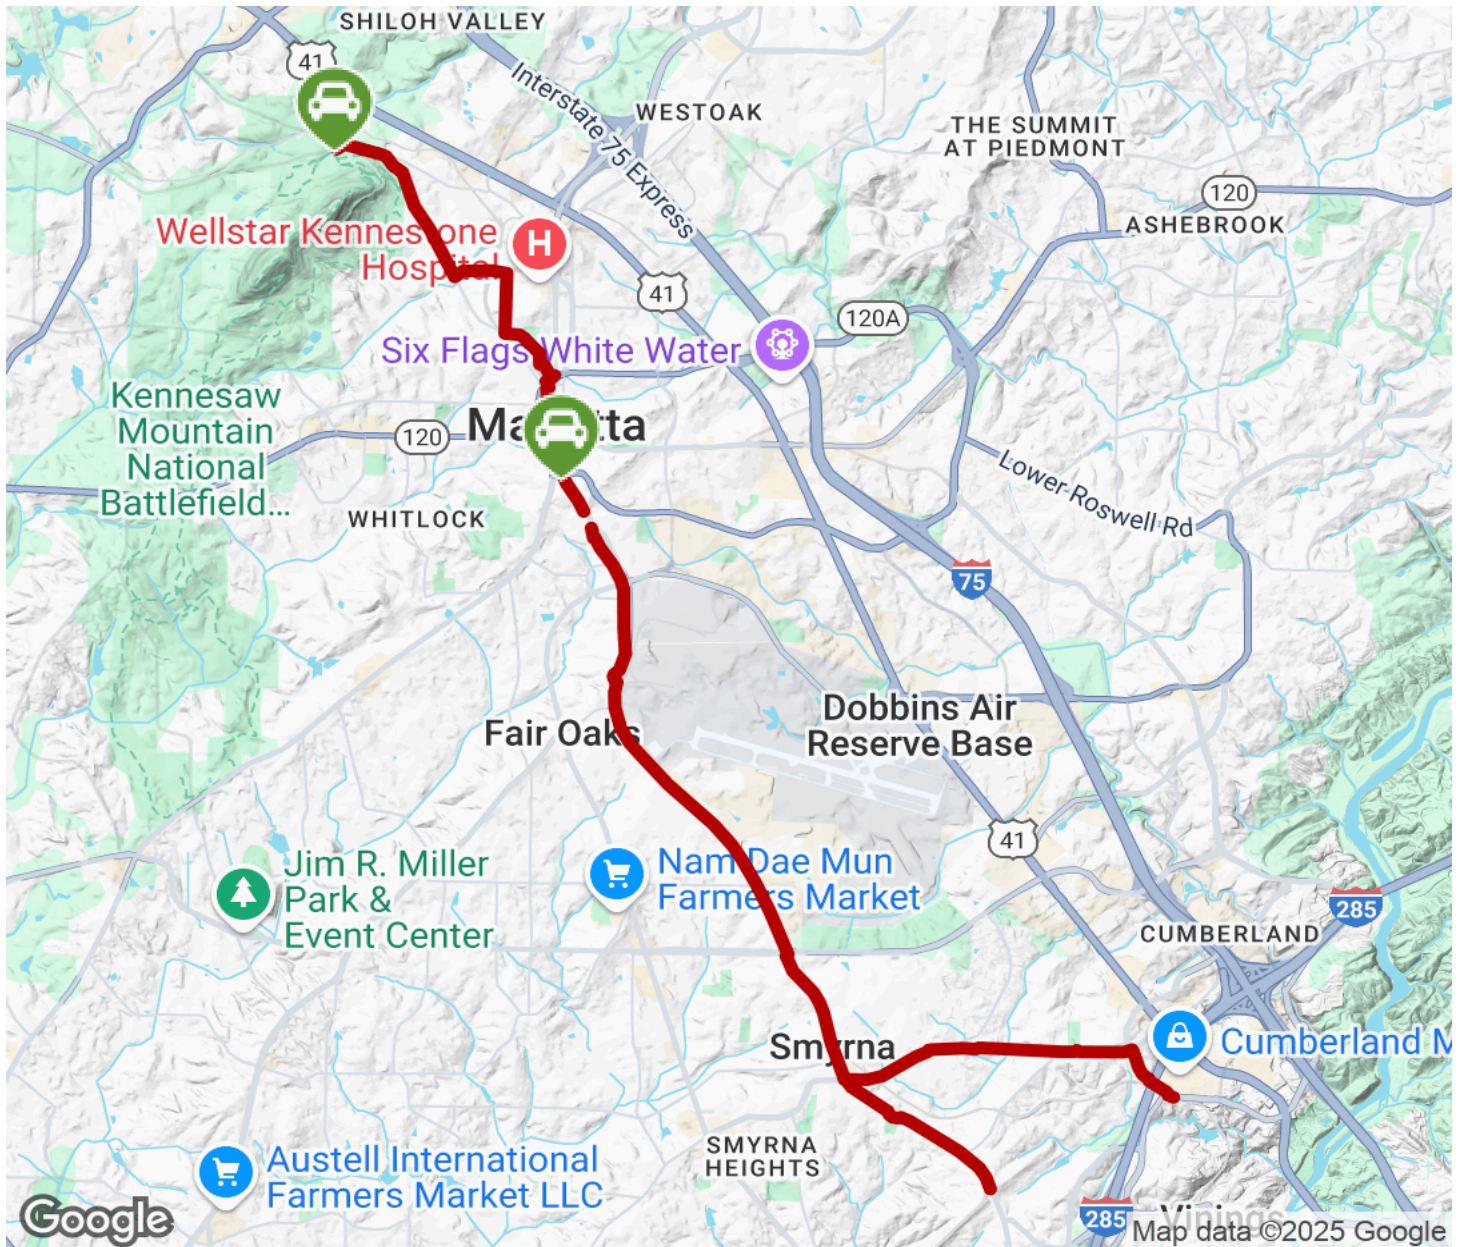 SHILOH VALLEY
41
Interstate 75 Express
WESTOAK
THE SUMMIT
AT PIEDMONT
120
ASHEBROOK
Wellstar Kennestone
Hospital
H
41
120A
Six Flags White Water
Kennesaw
Mountain
National
Battlefield...
120
Lower Roswell Rd
WHITLOCK
75
Fair Oaks
Dobbins Air
Reserve Base
41
Nam Dae Mun
Farmers Market
Jim R. Miller
Park &
Event Center
285
CUMBERLAND
Smyrna
Cumberland M
SMYRNA
HEIGHTS
Austell International
Farmers Market LLC
285
Vinings
Google
Map data ©2025 Google